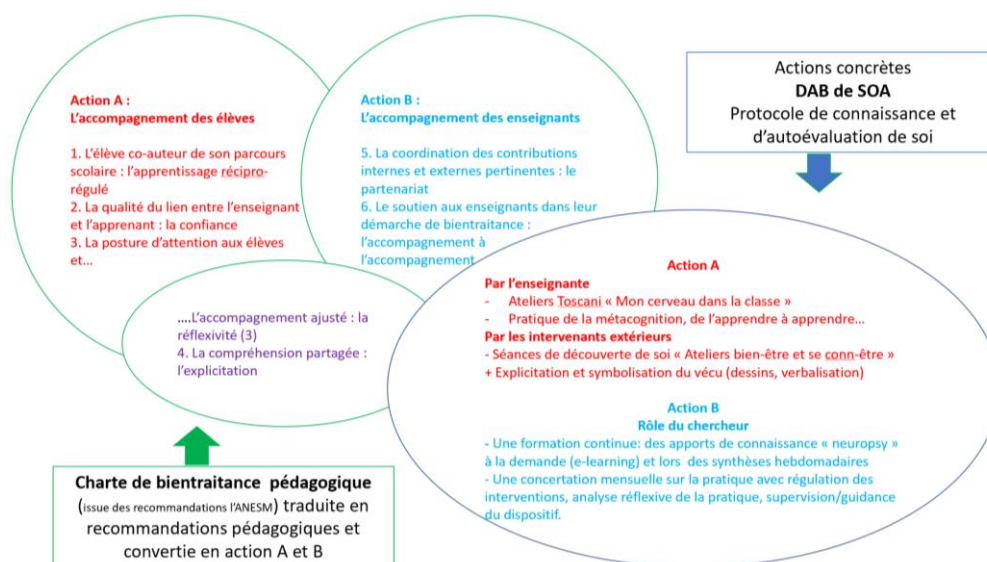 Action A :
L'accompagnement des élèves
1. L'élève co-auteur de son parcours
scolaire : l'apprentissage récipro-
régulé
2. La qualité du lien entre l'enseignant
et l'apprenant : la confiance
3. La posture d'attention aux élèves
et...
Action B :
L'accompagnement des enseignants
5. La coordination des contributions
internes et externes pertinentes : le
partenariat
6. Le soutien aux enseignants dans leur
démarche de bientraitance :
l'accompagnement à
l'accompagnement
....L'accompagnement ajusté : la
réflexivité (3)
4. La compréhension partagée :
l'explicitation
Charte de bientraitance pédagogique
(issue des recommandations l'ANESM) traduite en
recommandations pédagogiques et
convertie en action A et B
Actions concrètes
DAB de SOA
Protocole de connaissance et
d'autoévaluation de soi
Action A
Par l'enseignante
- Ateliers Toscani « Mon cerveau dans la classe »
- Pratique de la métacognition, de l'apprendre à apprendre...
Par les intervenants extérieurs
- Séances de découverte de soi « Ateliers bien-être et se conn-être »
+ Explicitation et symbolisation du vécu (dessins, verbalisation)
Action B
Rôle du chercheur
- Une formation continue: des apports de connaissance « neuropsy »
à la demande (e-learning) et lors des synthèses hebdomadaires
- Une concertation mensuelle sur la pratique avec régulation des
interventions, analyse réflexive de la pratique, supervision/guidance
du dispositif.